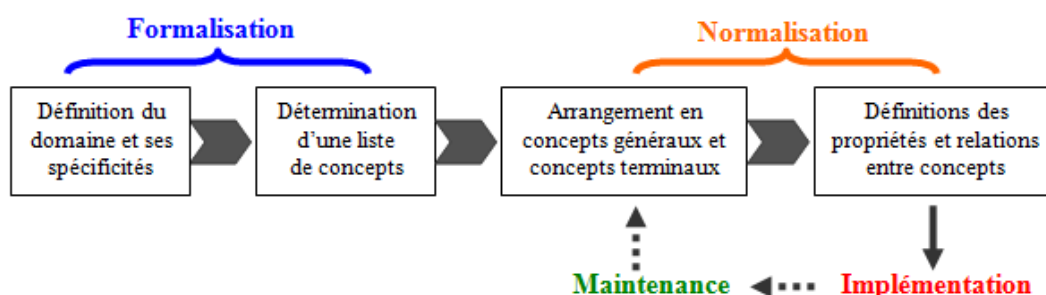 Formalisation
Normalisation
Définition du
domaine et ses
spécificités
Détermination
d'une liste
de concepts
Arrangement en
concepts généraux et
concepts terminaux
Définitions des
propriétés et relations
entre concepts
Maintenance
Implémentation